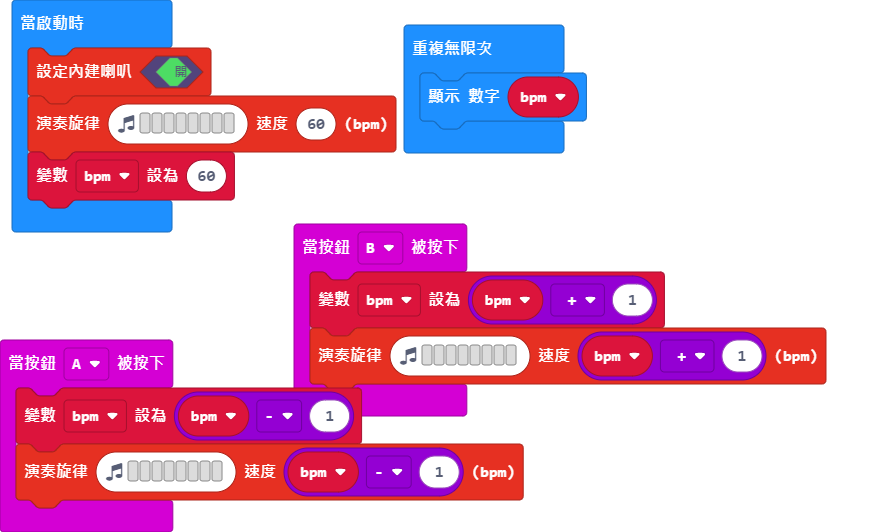 當啟動時
設定內建喇叭 開
演奏旋律 速度 60 (bpm)
變數 bpm 設為 60
重複無限次
顯示 數字 bpm
當按鈕 B 被按下
變數 bpm 設為 bpm + 1
演奏旋律 速度 bpm + 1 (bpm)
當按鈕 A 被按下
變數 bpm 設為 bpm - 1
演奏旋律 速度 bpm - 1 (bpm)